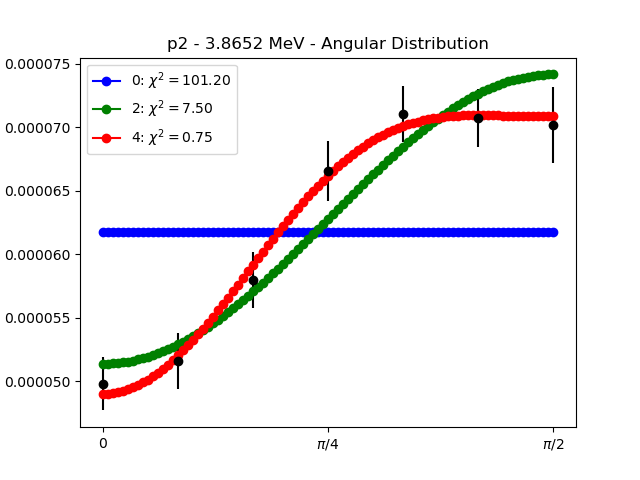 p2 - 3.8652 MeV - Angular Distribution
0.000075
0.000070
0.000065
0.000060
0.000055
0.000050
0: χ² = 101.20
2: χ² = 7.50
4: χ² = 0.75
0
π/4
π/2